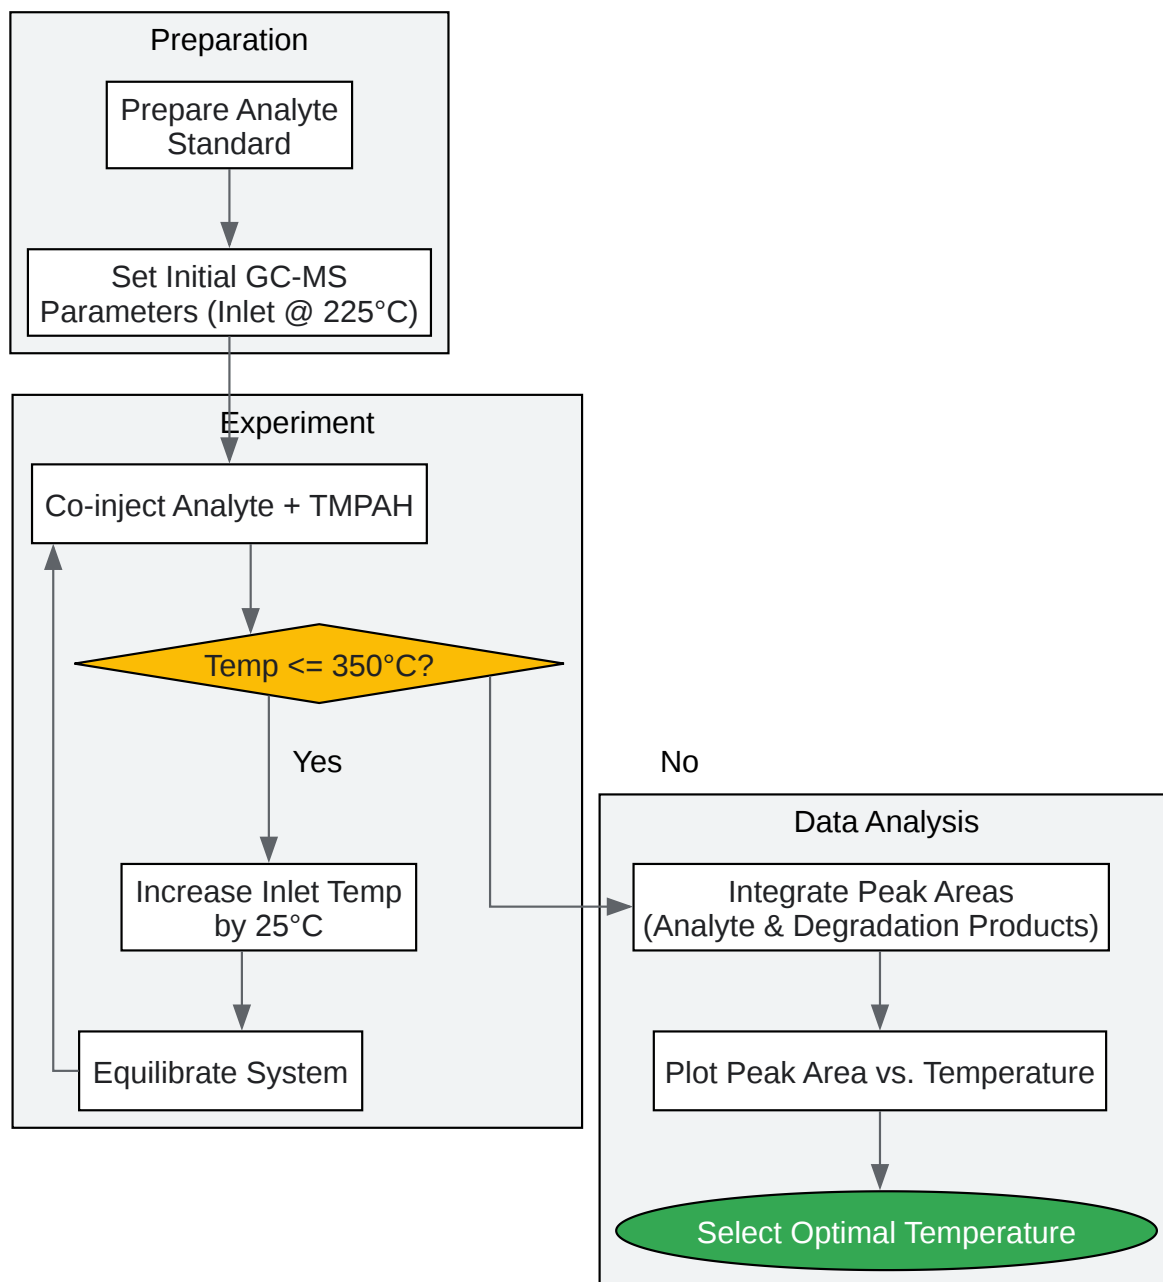 Preparation
Prepare Analyte
Standard
Set Initial GC-MS
Parameters (Inlet @ 225°C)
Experiment
Co-inject Analyte + TMPAH
Temp <= 350°C?
Yes
No
Increase Inlet Temp
by 25°C
Equilibrate System
Data Analysis
Integrate Peak Areas
(Analyte & Degradation Products)
Plot Peak Area vs. Temperature
Select Optimal Temperature